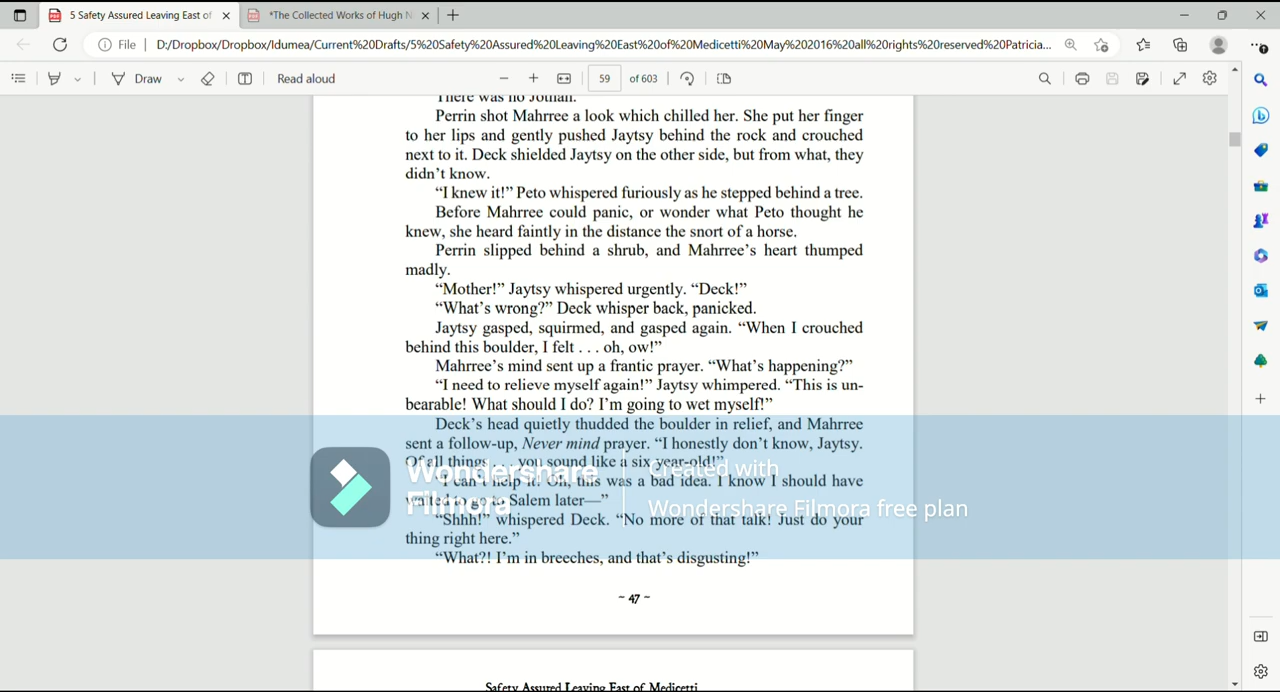 5 Safety Assured Leaving East of
*The Collected Works of Hugh N
File
D:/Dropbox/Dropbox/Idumea/Current%20Drafts/5%20Safety%20Assured%20Leaving%20East%20of%20Medicetti%20May%202016%20all%20rights%20reserved%20Patricia...
Draw
Read aloud
59 of 603
There was no Jothan.
Perrin shot Mahrree a look which chilled her. She put her finger
to her lips and gently pushed Jaytsy behind the rock and crouched
next to it. Deck shielded Jaytsy on the other side, but from what, they
didn’t know.
“I knew it!” Peto whispered furiously as he stepped behind a tree.
Before Mahrree could panic, or wonder what Peto thought he
knew, she heard faintly in the distance the snort of a horse.
Perrin slipped behind a shrub, and Mahrree’s heart thumped
madly.
“Mother!” Jaytsy whispered urgently. “Deck!”
“What’s wrong?” Deck whisper back, panicked.
Jaytsy gasped, squirmed, and gasped again. “When I crouched
behind this boulder, I felt . . . oh, ow!”
Mahrree’s mind sent up a frantic prayer. “What’s happening?”
“I need to relieve myself again!” Jaytsy whimpered. “This is un-
bearable! What should I do? I’m going to wet myself!”
Deck’s head quietly thudded the boulder in relief, and Mahrree
sent a follow-up, Never mind prayer. “I honestly don’t know, Jaytsy.
Of all things . . . you sound like a six year-old!”
“I can’t help it! Oh, this was a bad idea. I know I should have
waited to go to Salem later—”
“Shhh!” whispered Deck. “No more of that talk! Just do your
thing right here.”
“What?! I’m in breeches, and that’s disgusting!”
~ 47 ~
Safety Assured Leaving East of Medicetti
Wondershare
Filmora
Created with
Wondershare Filmora free plan